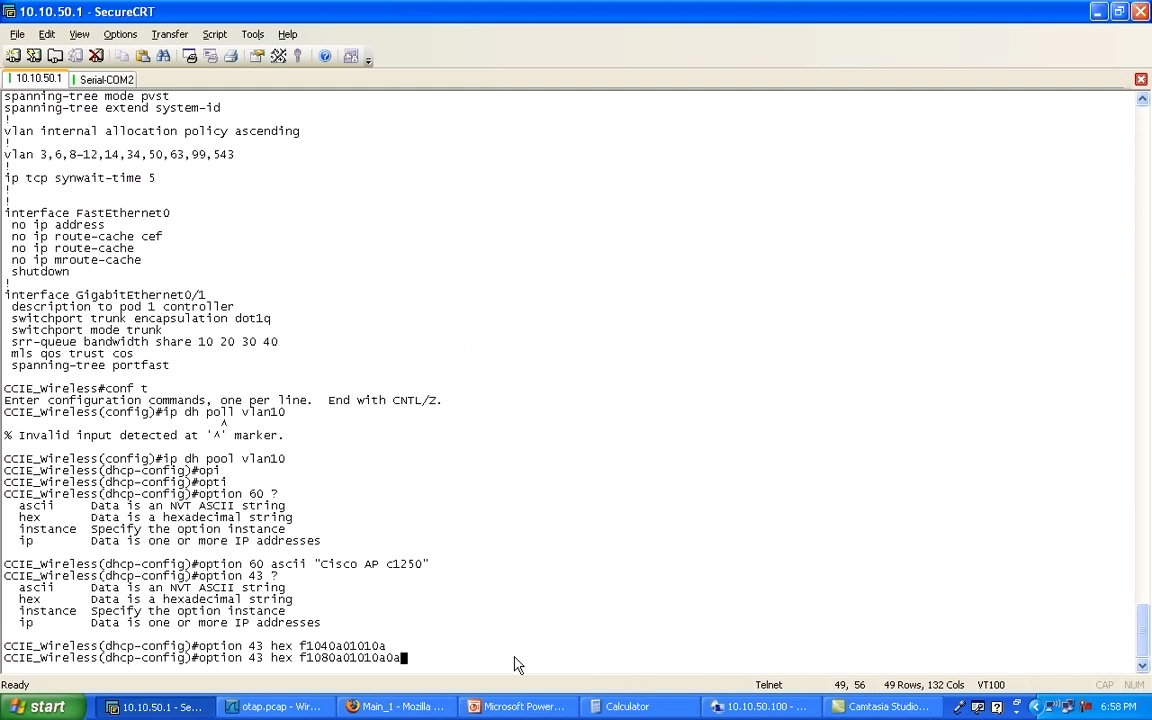 10.10.50.1 - SecureCRT
File Edit View Options Transfer Script Tools Help
10.10.50.1 Serial-COM2
spanning-tree mode pvst
spanning-tree extend system-id
!
vlan internal allocation policy ascending
!
vlan 3,6,8-12,14,34,50,63,99,543
!
ip tcp synwait-time 5
!
!
interface FastEthernet0
no ip address
no ip route-cache cef
no ip route-cache
no ip mroute-cache
shutdown
!
interface GigabitEthernet0/1
description to pod 1 controller
switchport trunk encapsulation dot1q
switchport mode trunk
srr-queue bandwidth share 10 20 30 40
mls qos trust cos
spanning-tree portfast
CCIE_Wireless#conf t
Enter configuration commands, one per line. End with CNTL/Z.
CCIE_Wireless(config)#ip dh poll vlan10
^
% Invalid input detected at '^' marker.
CCIE_Wireless(config)#ip dh pool vlan10
CCIE_Wireless(dhcp-config)#opi
CCIE_Wireless(dhcp-config)#opti
CCIE_Wireless(dhcp-config)#option 60 ?
ascii Data is an NVT ASCII string
hex Data is a hexadecimal string
instance Specify the option instance
ip Data is one or more IP addresses
CCIE_Wireless(dhcp-config)#option 60 ascii "Cisco AP c1250"
CCIE_Wireless(dhcp-config)#option 43 ?
ascii Data is an NVT ASCII string
hex Data is a hexadecimal string
instance Specify the option instance
ip Data is one or more IP addresses
CCIE_Wireless(dhcp-config)#option 43 hex f1040a01010a
CCIE_Wireless(dhcp-config)#option 43 hex f1080a01010a0a
Ready Telnet 49, 56 49 Rows, 132 Cols VT100 CAP NUM
start 10.10.50.1 - Se... otap.pcap - Wir... Main_1 - Mozilla ... Microsoft Power... Calculator 10.10.50.100 - ... Camtasia Studio... 6:58 PM